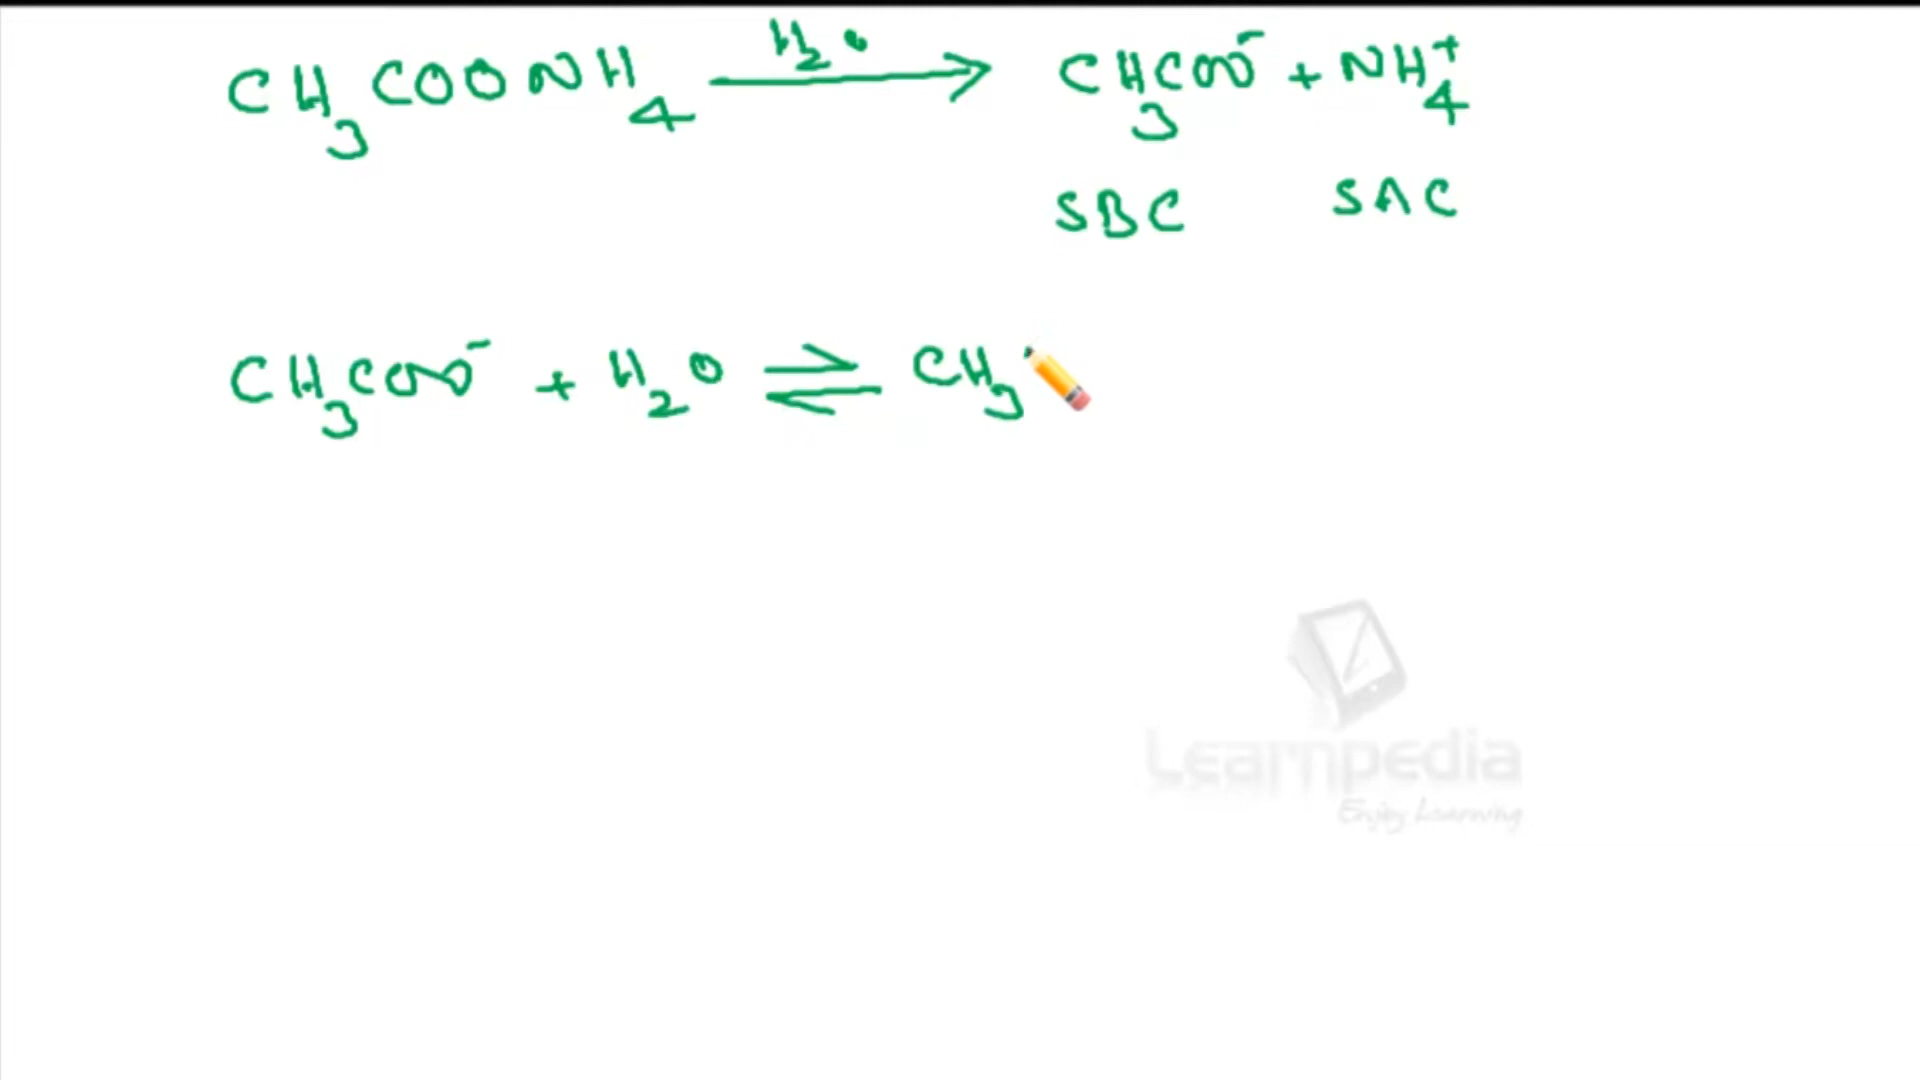 CH₃COONH₄ —H₂O→ CH₃COO⁻ + NH₄⁺
SBC SAC
CH₃COO⁻ + H₂O ⇌ CH₃
Learnpedia
Enjoy Learning